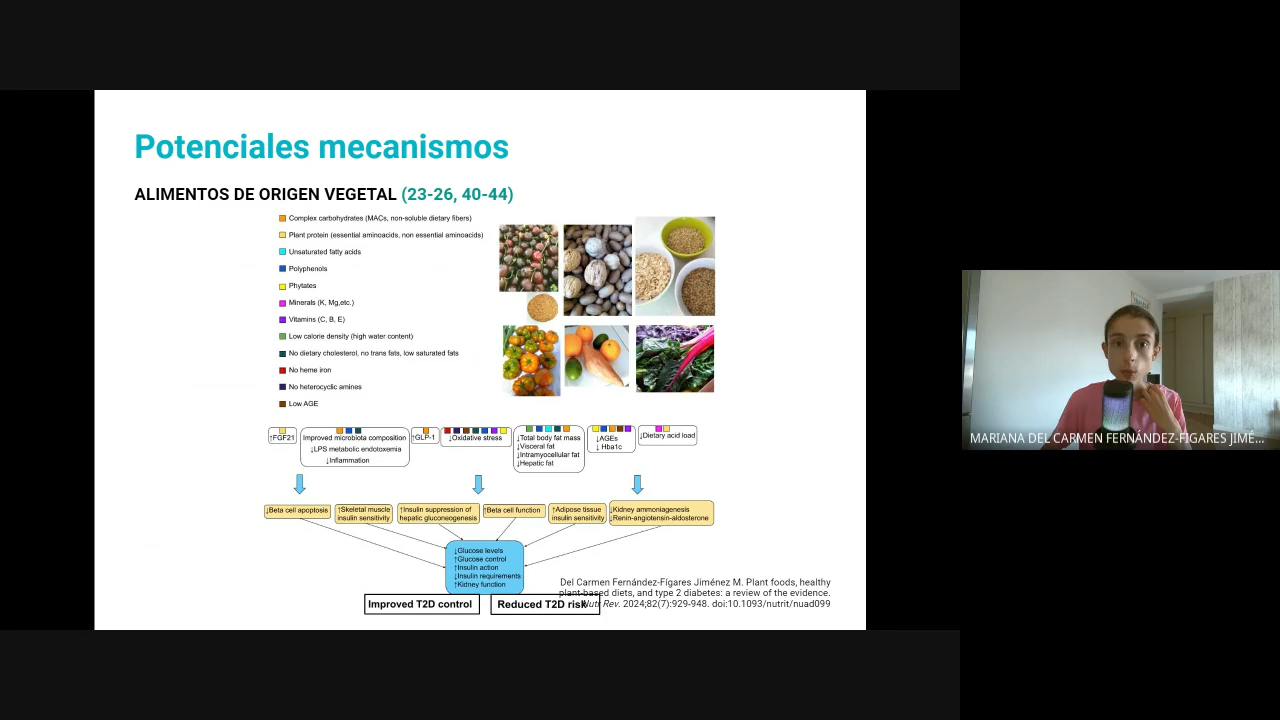 Potenciales mecanismos
ALIMENTOS DE ORIGEN VEGETAL (23-26, 40-44)
Complex carbohydrates (MACs, non-soluble dietary fibers)
Plant protein (essential aminoacids, non essential aminoacids)
Unsaturated fatty acids
Polyphenols
Phytates
Minerals (K, Mg,etc.)
Vitamins (C, B, E)
Low calorie density (high water content)
No dietary cholesterol, no trans fats, low saturated fats
No heme iron
No heterocyclic amines
Low AGE
↑FGF21
Improved microbiota composition
↓LPS metabolic endotoxemia
↓Inflammation
↑GLP-1
↓Oxidative stress
↓Total body fat mass
↓Visceral fat
↓Intramyocellular fat
↓Hepatic fat
↓AGEs
↓ Hba1c
↓Dietary acid load
↓Beta cell apoptosis
↑Skeletal muscle
insulin sensitivity
↑Insulin suppression of
hepatic gluconeogenesis
↑Beta cell function
↑Adipose tissue
insulin sensitivity
↓Kidney ammoniagenesis
↓Renin-angiotensin-aldosterone
↓Glucose levels
↑Glucose control
↑Insulin action
↓Insulin requirements
↑Kidney function
Improved T2D control
Reduced T2D risk
Del Carmen Fernández-Fígares Jiménez M. Plant foods, healthy
plant-based diets, and type 2 diabetes: a review of the evidence.
Nutr Rev. 2024;82(7):929-948. doi:10.1093/nutrit/nuad099
MARIANA DEL CARMEN FERNÁNDEZ-FIGARES JIMÉ...